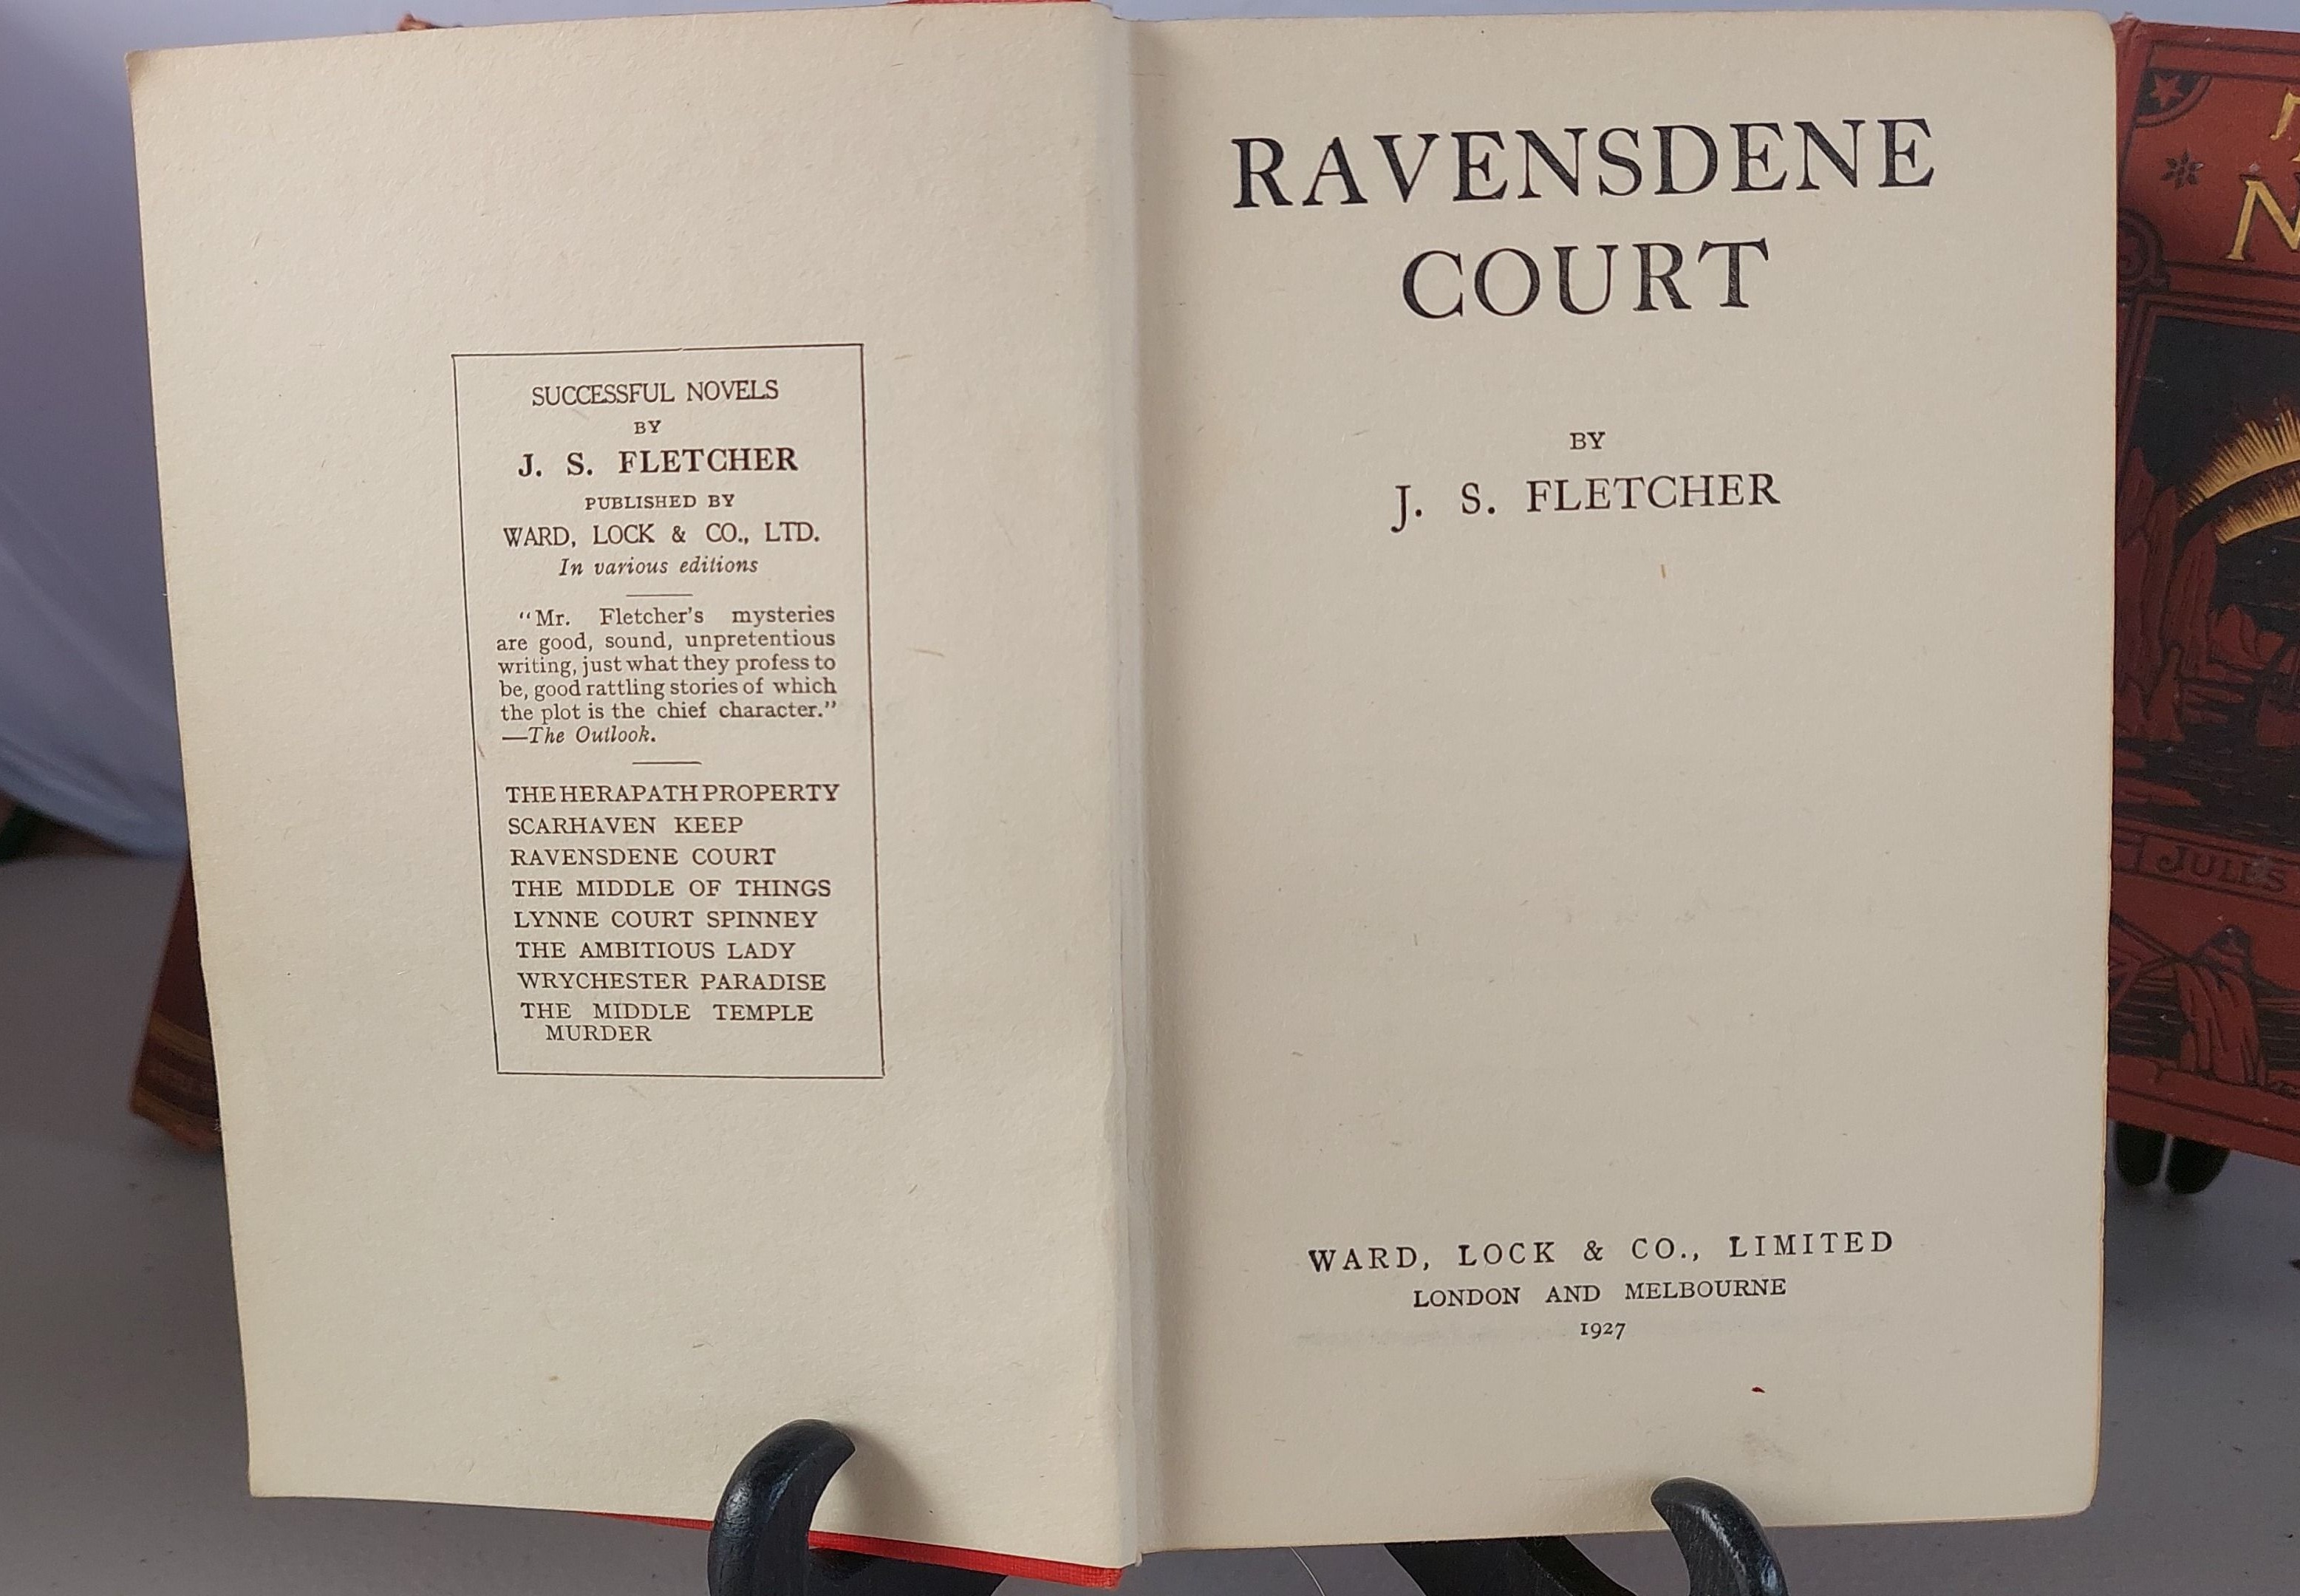 SUCCESSFUL NOVELS
BY
J. S. FLETCHER
PUBLISHED BY
WARD, LOCK & CO., LTD.
In various editions
"Mr. Fletcher's mysteries
are good, sound, unpretentious
writing, just what they profess to
be, good rattling stories of which
the plot is the chief character."
—The Outlook.
THE HERAPATH PROPERTY
SCARHAVEN KEEP
RAVENSDENE COURT
THE MIDDLE OF THINGS
LYNNE COURT SPINNEY
THE AMBITIOUS LADY
WRYCHESTER PARADISE
THE MIDDLE TEMPLE
MURDER
RAVENSDENE
COURT
BY
J. S. FLETCHER
WARD, LOCK & CO., LIMITED
LONDON AND MELBOURNE
1927
JULES